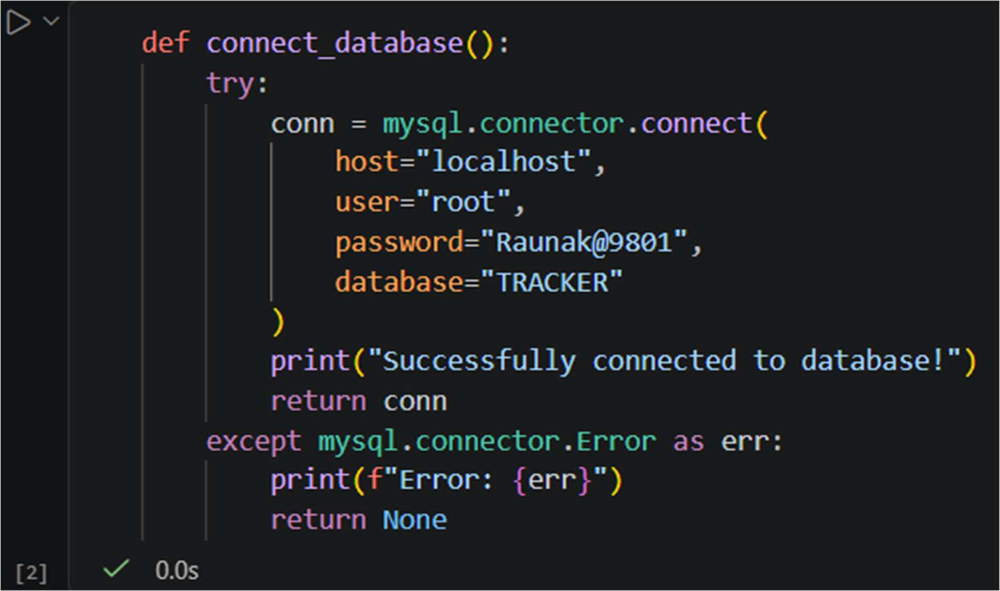 def connect_database():
    try:
        conn = mysql.connector.connect(
            host="localhost",
            user="root",
            password="Raunak@9801",
            database="TRACKER"
        )
        print("Successfully connected to database!")
        return conn
    except mysql.connector.Error as err:
        print(f"Error: {err}")
        return None
[2] 0.0s